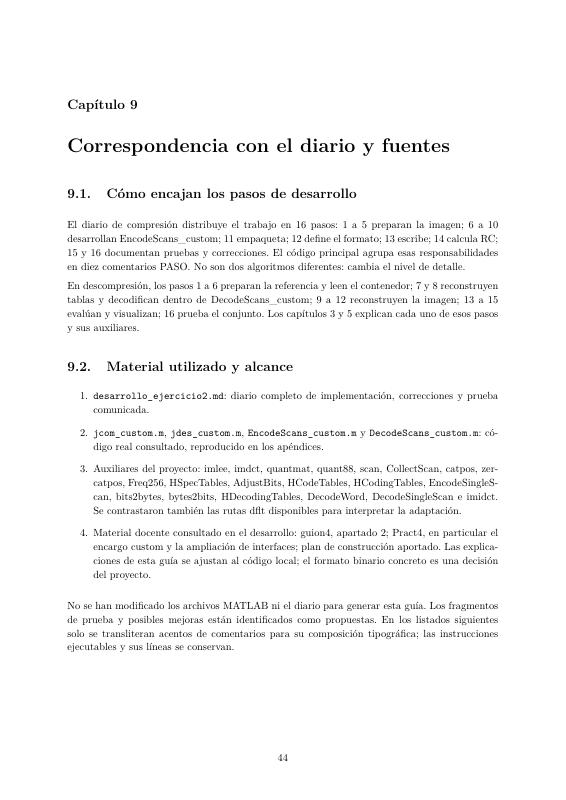 Capítulo 9
Correspondencia con el diario y fuentes
9.1. Cómo encajan los pasos de desarrollo
El diario de compresión distribuye el trabajo en 16 pasos: 1 a 5 preparan la imagen; 6 a 10
desarrollan EncodeScans_custom; 11 empaqueta; 12 define el formato; 13 escribe; 14 calcula RC;
15 y 16 documentan pruebas y correcciones. El código principal agrupa esas responsabilidades
en diez comentarios PASO. No son dos algoritmos diferentes: cambia el nivel de detalle.
En descompresión, los pasos 1 a 6 preparan la referencia y leen el contenedor; 7 y 8 reconstruyen
tablas y decodifican dentro de DecodeScans_custom; 9 a 12 reconstruyen la imagen; 13 a 15
evalúan y visualizan; 16 prueba el conjunto. Los capítulos 3 y 5 explican cada uno de esos pasos
y sus auxiliares.
9.2. Material utilizado y alcance
1. desarrollo_ejercicio2.md: diario completo de implementación, correcciones y prueba
comunicada.
2. jcom_custom.m, jdes_custom.m, EncodeScans_custom.m y DecodeScans_custom.m: có-
digo real consultado, reproducido en los apéndices.
3. Auxiliares del proyecto: imlee, imdct, quantmat, quant88, scan, CollectScan, catpos, zer-
catpos, Freq256, HSpecTables, AdjustBits, HCodeTables, HCodingTables, EncodeSingleS-
can, bits2bytes, bytes2bits, HDecodingTables, DecodeWord, DecodeSingleScan e imidct.
Se contrastaron también las rutas dflt disponibles para interpretar la adaptación.
4. Material docente consultado en el desarrollo: guion4, apartado 2; Pract4, en particular el
encargo custom y la ampliación de interfaces; plan de construcción aportado. Las explica-
ciones de esta guía se ajustan al código local; el formato binario concreto es una decisión
del proyecto.
No se han modificado los archivos MATLAB ni el diario para generar esta guía. Los fragmentos
de prueba y posibles mejoras están identificados como propuestas. En los listados siguientes
solo se transliteran acentos de comentarios para su composición tipográfica; las instrucciones
ejecutables y sus líneas se conservan.
44